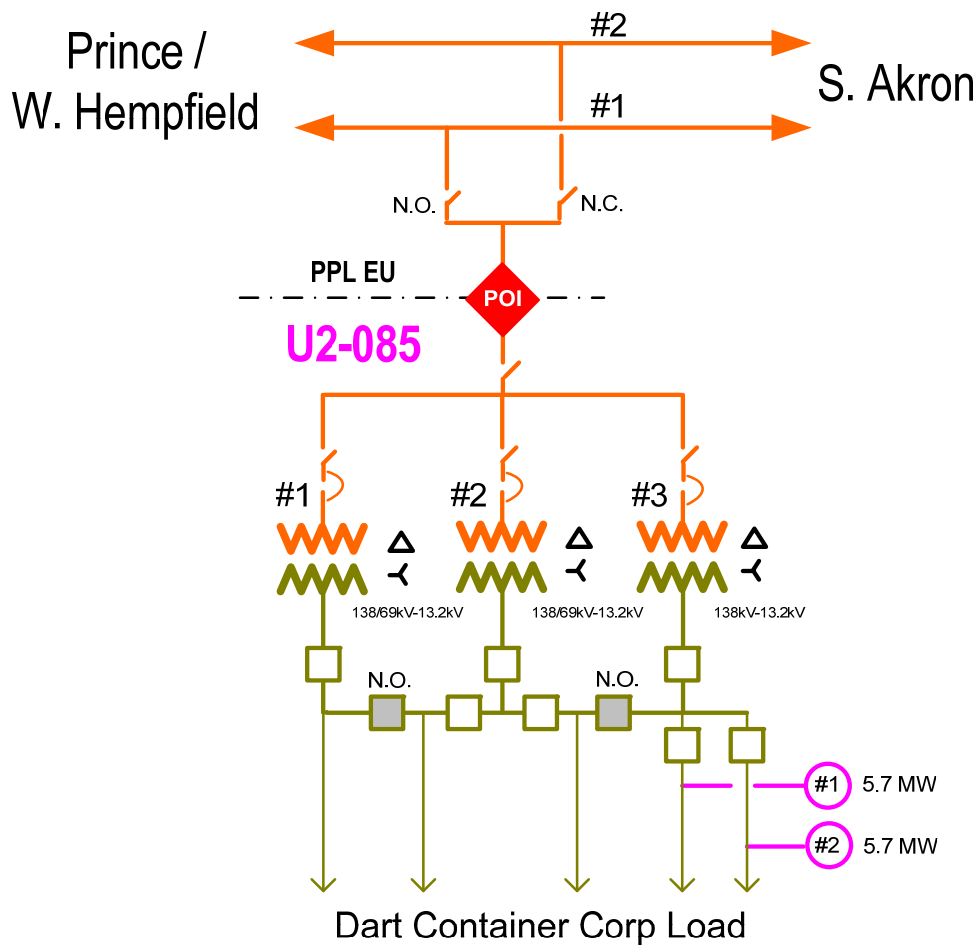 #2
Prince /
W. Hempfield
S. Akron
#1
N.O.
N.C.
PPL EU
POI
U2-085
#1
#2
#3
138/69kV-13.2kV
138/69kV-13.2kV
138kV-13.2kV
N.O.
N.O.
#1 5.7 MW
#2 5.7 MW
Dart Container Corp Load